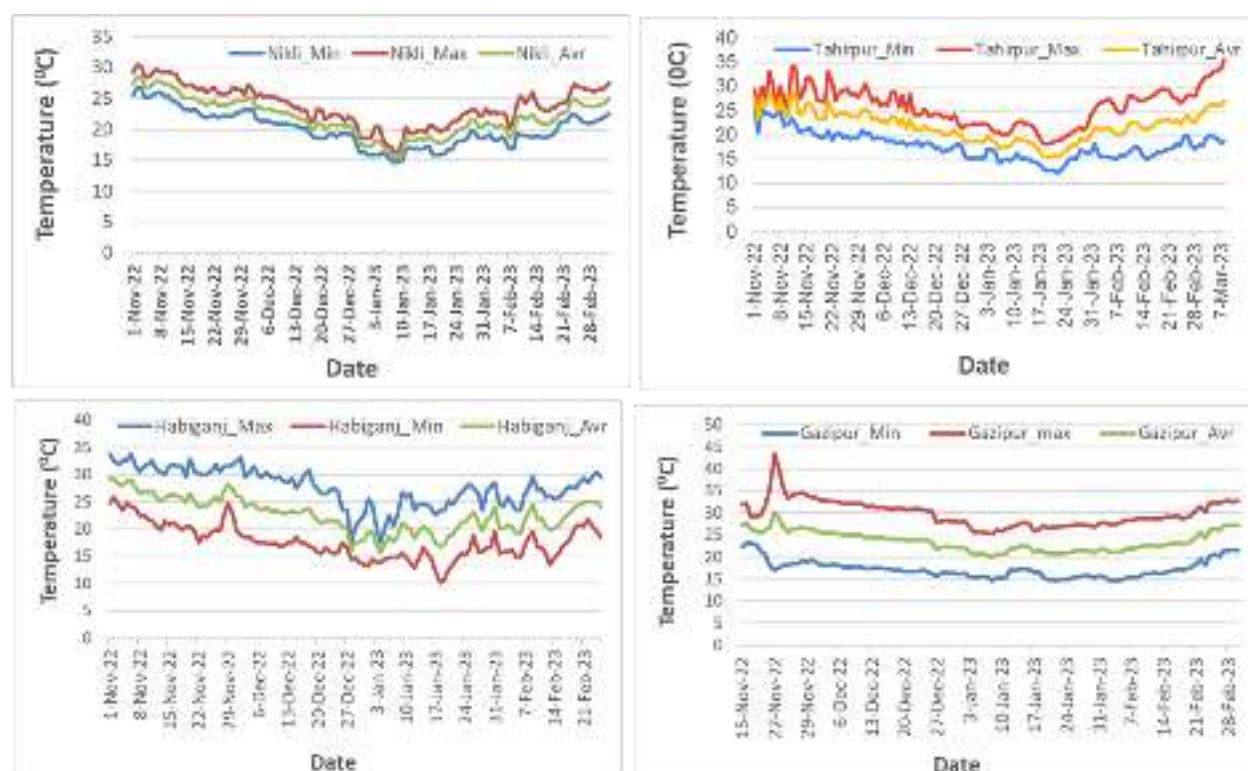 35
Nikli_Min Nikli_Max Nikli_Avr
30
25
20
15
10
5
0
Temperature (⁰C)
1-Nov-22
8-Nov-22
15-Nov-22
22-Nov-22
29-Nov-22
6-Dec-22
13-Dec-22
20-Dec-22
27-Dec-22
3-Jan-23
10-Jan-23
17-Jan-23
24-Jan-23
31-Jan-23
7-Feb-23
14-Feb-23
21-Feb-23
28-Feb-23
Date
40
Tahirpur_Min Tahirpur_Max Tahirpur_Avr
35
30
25
20
15
10
5
0
Temperature (0C)
1-Nov-22
8-Nov-22
15-Nov-22
22-Nov-22
29-Nov-22
6-Dec-22
13-Dec-22
20-Dec-22
27-Dec-22
3-Jan-23
10-Jan-23
17-Jan-23
24-Jan-23
31-Jan-23
7-Feb-23
14-Feb-23
21-Feb-23
28-Feb-23
7-Mar-23
Date
40
Habiganj_Max Habiganj_Min Habiganj_Avr
35
30
25
20
15
10
5
0
Temperature (⁰C)
1-Nov-22
8-Nov-22
15-Nov-22
22-Nov-22
29-Nov-22
6-Dec-22
13-Dec-22
20-Dec-22
27-Dec-22
3-Jan-23
10-Jan-23
17-Jan-23
24-Jan-23
31-Jan-23
7-Feb-23
14-Feb-23
21-Feb-23
Date
50
Gazipur_Min Gazipur_max Gazipur_Avr
45
40
35
30
25
20
15
10
5
0
Temperature (⁰C)
15-Nov-22
22-Nov-22
29-Nov-22
6-Dec-22
13-Dec-22
20-Dec-22
27-Dec-22
3-Jan-23
10-Jan-23
17-Jan-23
24-Jan-23
31-Jan-23
7-Feb-23
14-Feb-23
21-Feb-23
28-Feb-23
Date